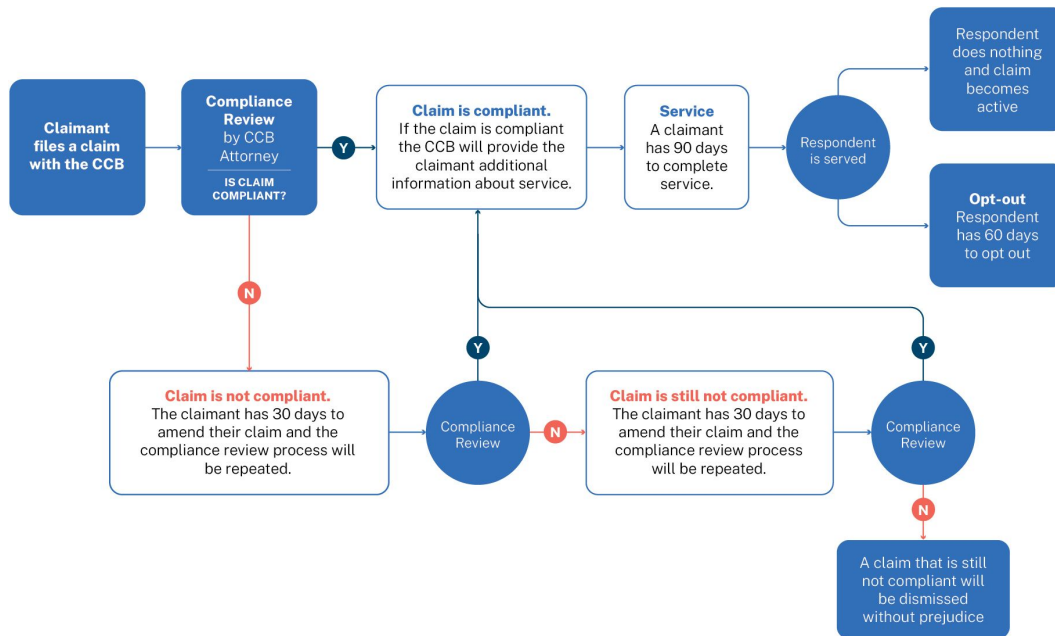 Claimant
files a claim
with the CCB
Compliance
Review
by CCB
Attorney
IS CLAIM
COMPLIANT?
Y
Claim is compliant.
If the claim is compliant
the CCB will provide the
claimant additional
information about service.
Service
A claimant
has 90 days
to complete
service.
Respondent
is served
Respondent
does nothing
and claim
becomes
active
Opt-out
Respondent
has 60 days
to opt out
N
Claim is not compliant.
The claimant has 30 days to
amend their claim and the
compliance review process will
be repeated.
Y
Compliance
Review
N
Claim is still not compliant.
The claimant has 30 days to
amend their claim and the
compliance review process
will be repeated.
Y
Compliance
Review
N
A claim that is still
not compliant will
be dismissed
without prejudice